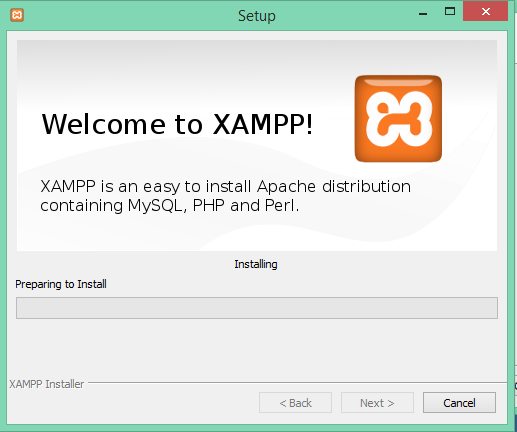 Setup
Welcome to XAMPP!
XAMPP is an easy to install Apache distribution
containing MySQL, PHP and Perl.
Installing
Preparing to Install
XAMPP Installer
< Back
Next >
Cancel